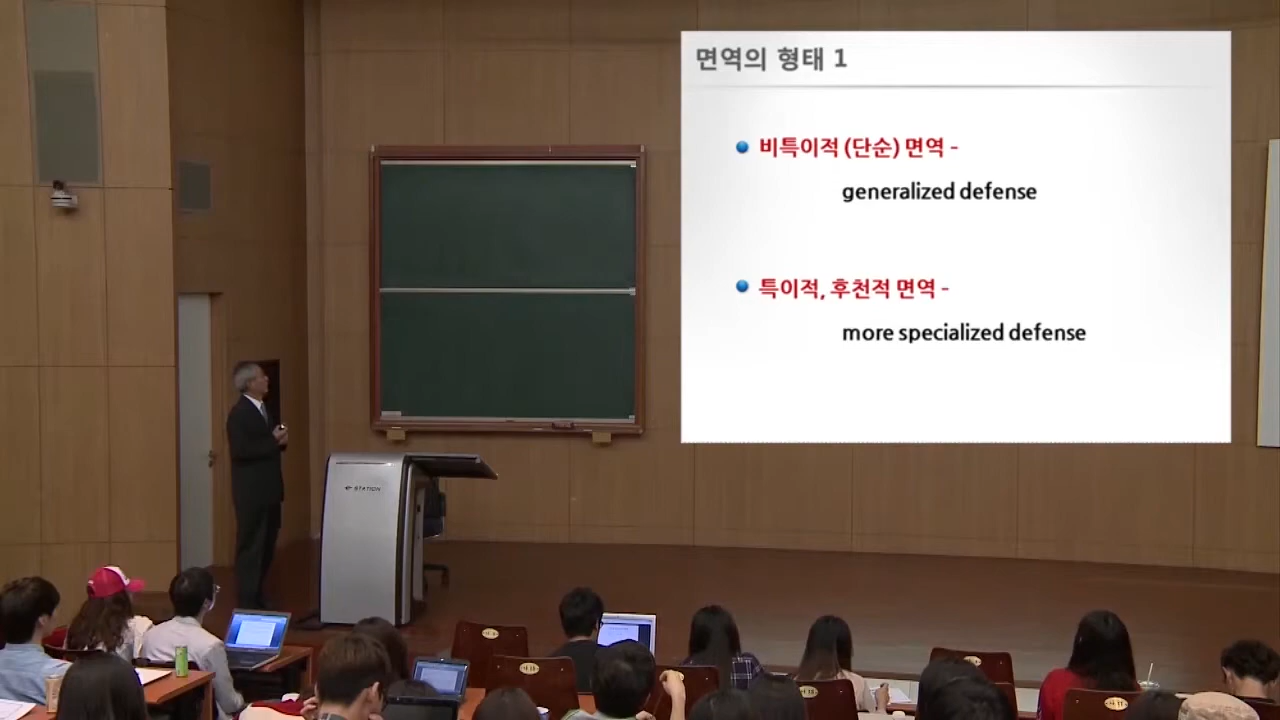 면역의 형태 1
비특이적 (단순) 면역 -
generalized defense
특이적, 후천적 면역 -
more specialized defense
STATION